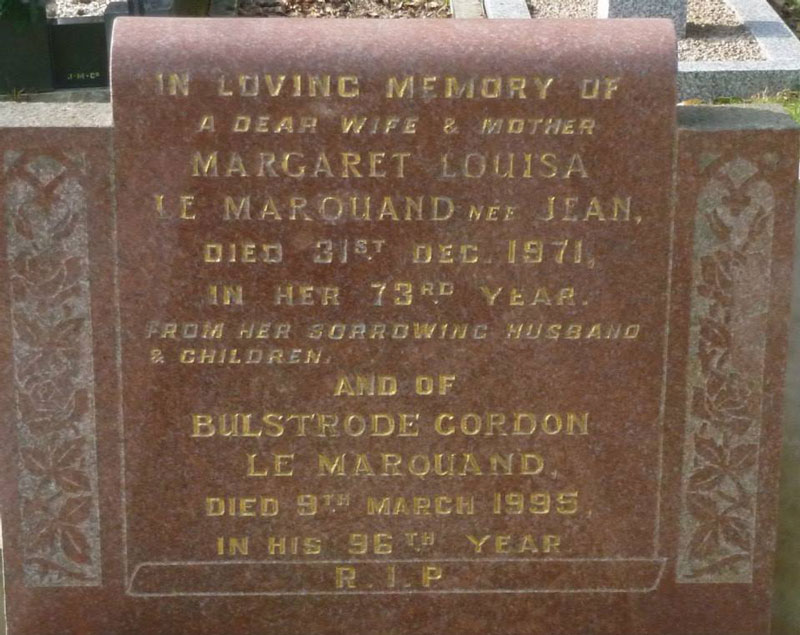 J·M·Cº
IN LOVING MEMORY OF
A DEAR WIFE & MOTHER
MARGARET LOUISA
LE MARQUAND NÉE JEAN,
DIED 31ST DEC. 1971,
IN HER 73RD YEAR.
FROM HER SORROWING HUSBAND
& CHILDREN.
AND OF
BULSTRODE GORDON
LE MARQUAND,
DIED 9TH MARCH 1995,
IN HIS 96TH YEAR
R.I.P